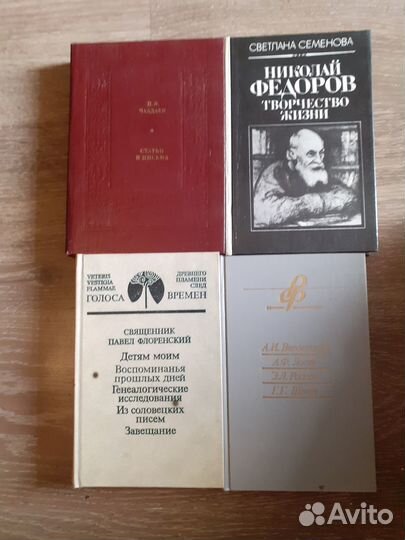 П. Я.
ЧААДАЕВ
СТАТЬИ
И ПИСЬМА
СВЕТЛАНА СЕМЕНОВА
НИКОЛАЙ
ФЕДОРОВ
ТВОРЧЕСТВО
ЖИЗНИ
VETERIS
VESTIGIA
FLAMMAE
ДРЕВНЕГО
ПЛАМЕНИ
СЛЕД
ГОЛОСА ВРЕМЕН
СВЯЩЕННИК
ПАВЕЛ ФЛОРЕНСКИЙ
Детям моим
Воспоминанья
прошлых дней
Генеалогические
исследования
Из соловецких
писем
Завещание
А.И.
А.Ф.
Э.Л.
Г.Г.
Avito